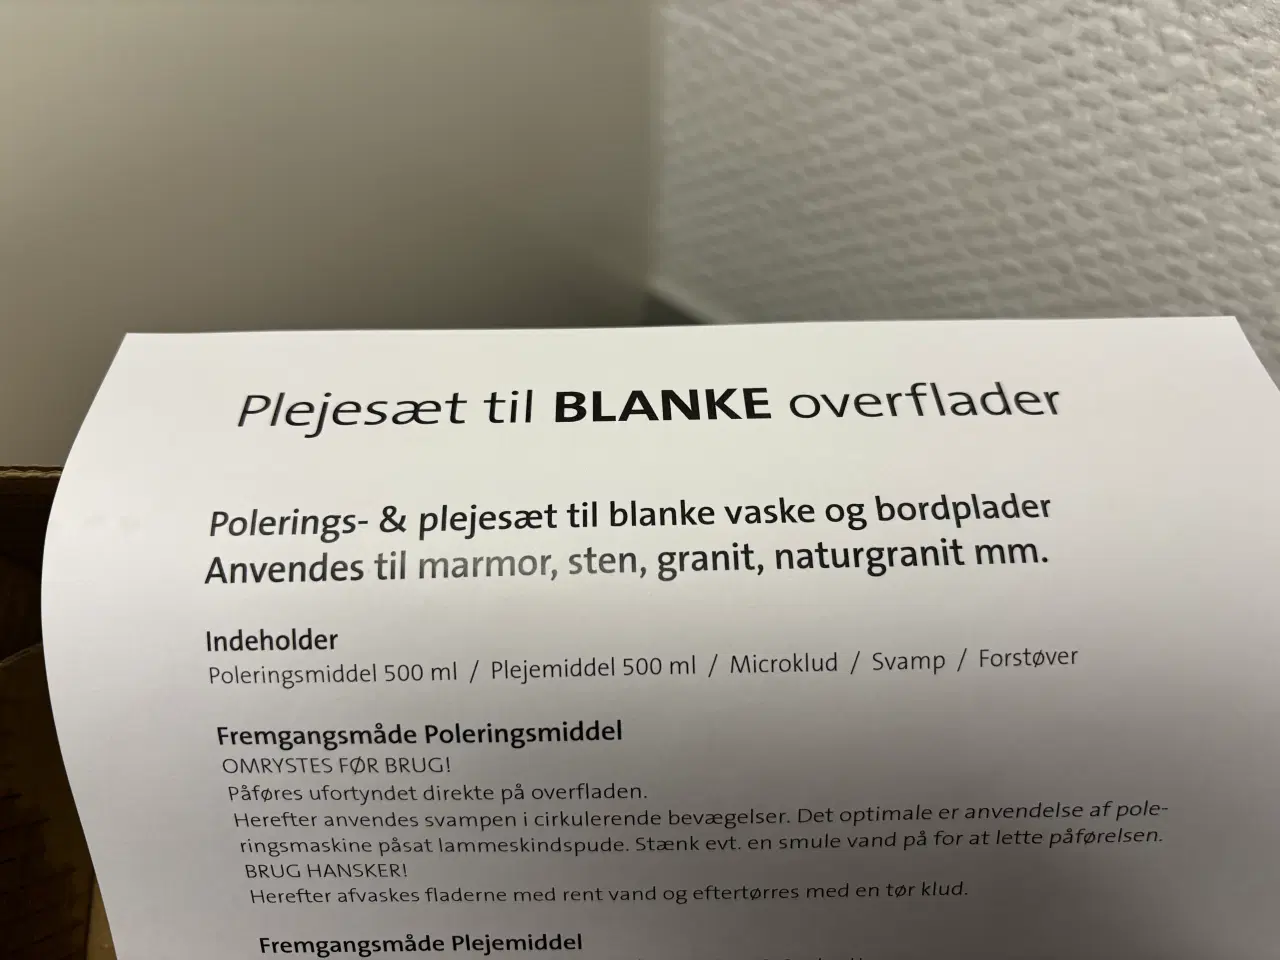 Plejesæt til BLANKE overflader
Polerings- & plejesæt til blanke vaske og bordplader
Anvendes til marmor, sten, granit, naturgranit mm.
Indeholder
Poleringsmiddel 500 ml / Plejemiddel 500 ml / Microklud / Svamp / Forstøver
Fremgangsmåde Poleringsmiddel
OMRYSTES FØR BRUG!
Påføres ufortyndet direkte på overfladen.
Herefter anvendes svampen i cirkulerende bevægelser. Det optimale er anvendelse af pole-
ringsmaskine påsat lammeskindspude. Stænk evt. en smule vand på for at lette påførelsen.
BRUG HANSKER!
Herefter afvaskes fladerne med rent vand og eftertørres med en tør klud.
Fremgangsmåde Plejemiddel